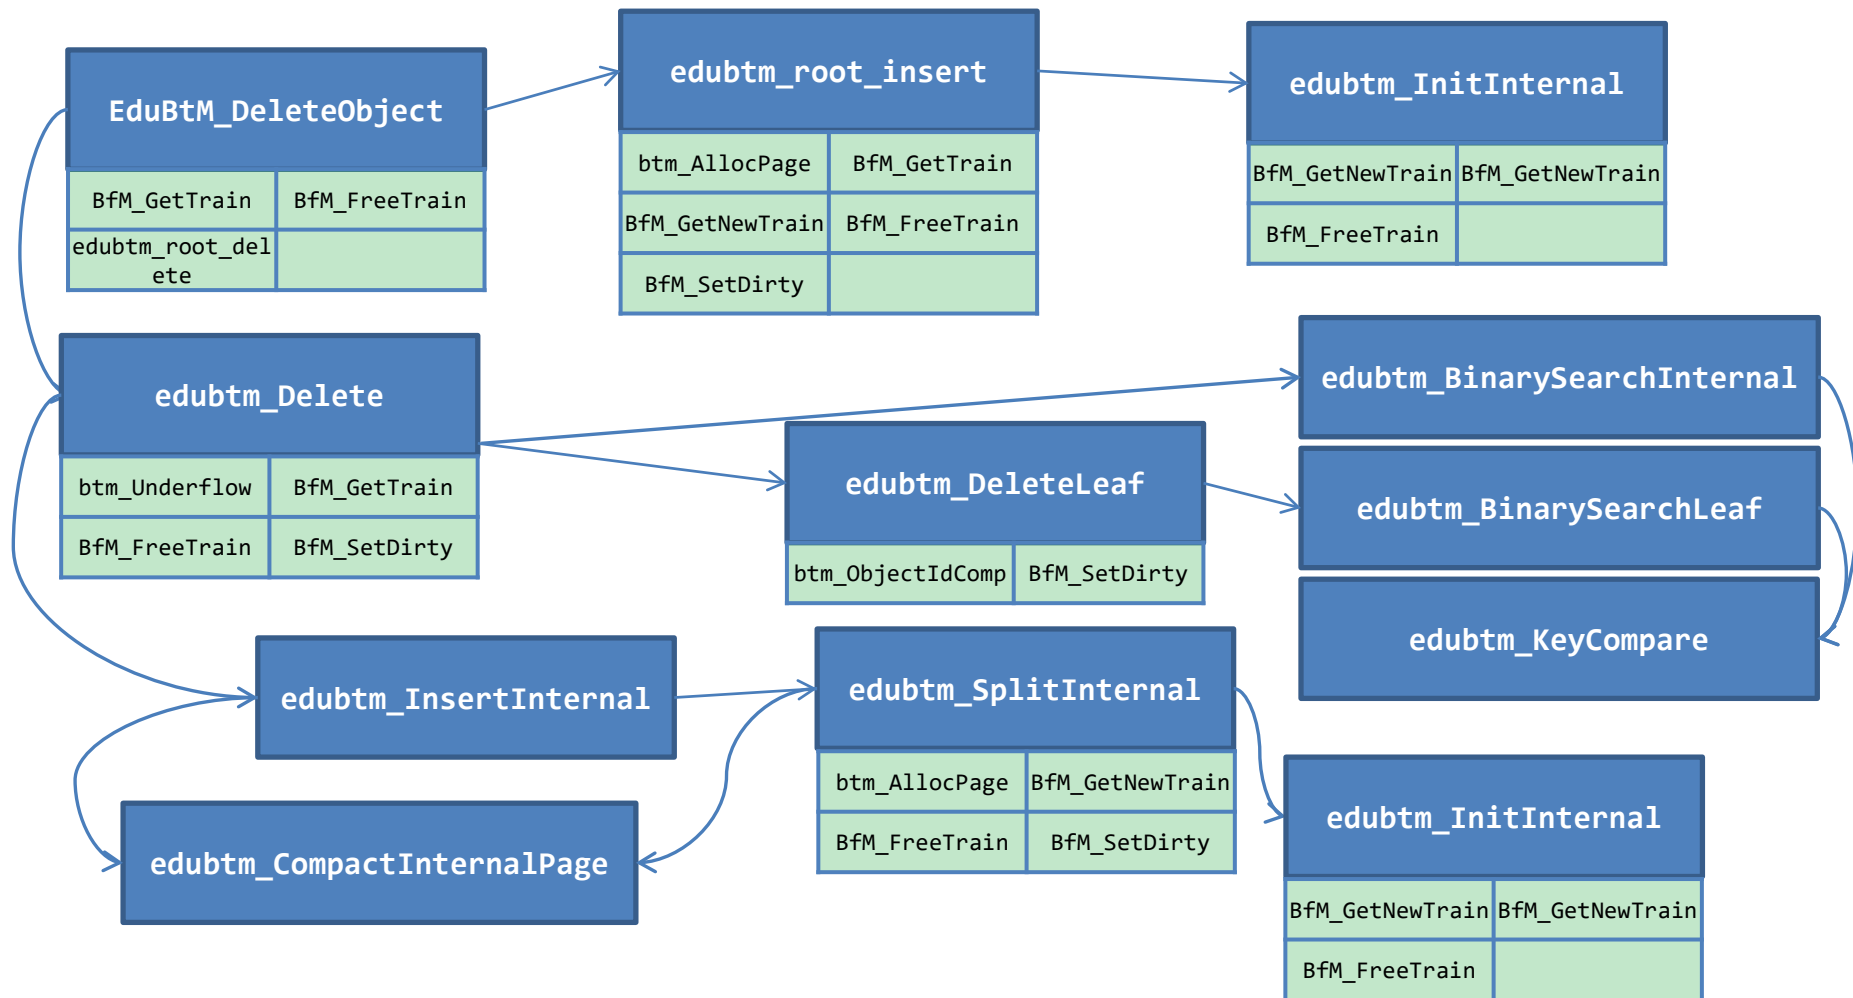 EduBtM_DeleteObject
BfM_GetTrain BfM_FreeTrain
edubtm_root_del
ete
edubtm_root_insert
btm_AllocPage BfM_GetTrain
BfM_GetNewTrain BfM_FreeTrain
BfM_SetDirty
edubtm_InitInternal
BfM_GetNewTrain BfM_GetNewTrain
BfM_FreeTrain
edubtm_Delete
btm_Underflow BfM_GetTrain
BfM_FreeTrain BfM_SetDirty
edubtm_DeleteLeaf
btm_ObjectIdComp BfM_SetDirty
edubtm_BinarySearchInternal
edubtm_BinarySearchLeaf
edubtm_KeyCompare
edubtm_InsertInternal
edubtm_SplitInternal
btm_AllocPage BfM_GetNewTrain
BfM_FreeTrain BfM_SetDirty
edubtm_CompactInternalPage
edubtm_InitInternal
BfM_GetNewTrain BfM_GetNewTrain
BfM_FreeTrain